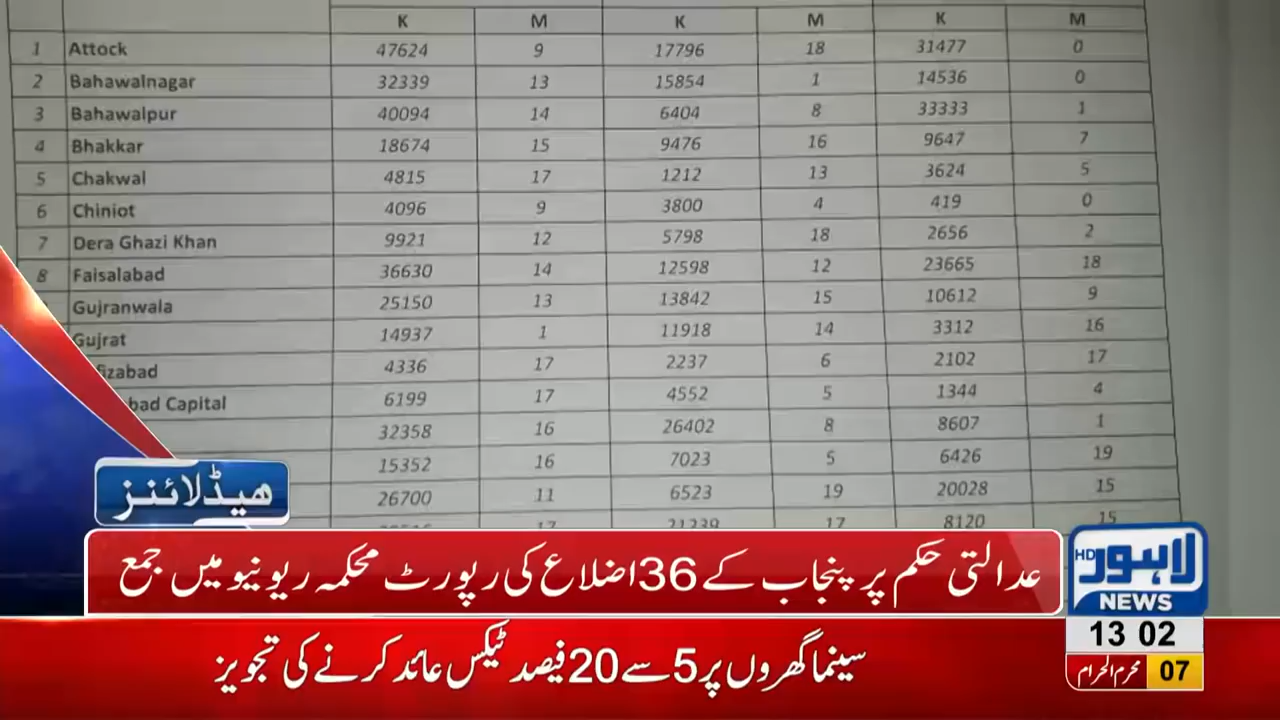 K M K M K M
1 Attock 47624 9 17796 18 31477 0
2 Bahawalnagar 32339 13 15854 1 14536 0
3 Bahawalpur 40094 14 6404 8 33333 1
4 Bhakkar 18674 15 9476 16 9647 7
5 Chakwal 4815 17 1212 13 3624 5
6 Chiniot 4096 9 3800 4 419 0
7 Dera Ghazi Khan 9921 12 5798 18 2656 2
8 Faisalabad 36630 14 12598 12 23665 18
Gujranwala 25150 13 13842 15 10612 9
Gujrat 14937 1 11918 14 3312 16
fizabad 4336 17 2237 6 2102 17
bad Capital 6199 17 4552 5 1344 4
32358 16 26402 8 8607 1
15352 16 7023 5 6426 19
26700 11 6523 19 20028 15
17 21239 17 8120 15
ہیڈلائنز
عدالتی حکم پر پنجاب کے 36 اضلاع کی رپورٹ محکمہ ریونیو میں جمع
لاہور HD
NEWS
سینما گھروں پر 5 سے 20 فیصد ٹیکس عائد کرنے کی تجویز
13 02
07 محرم الحرام